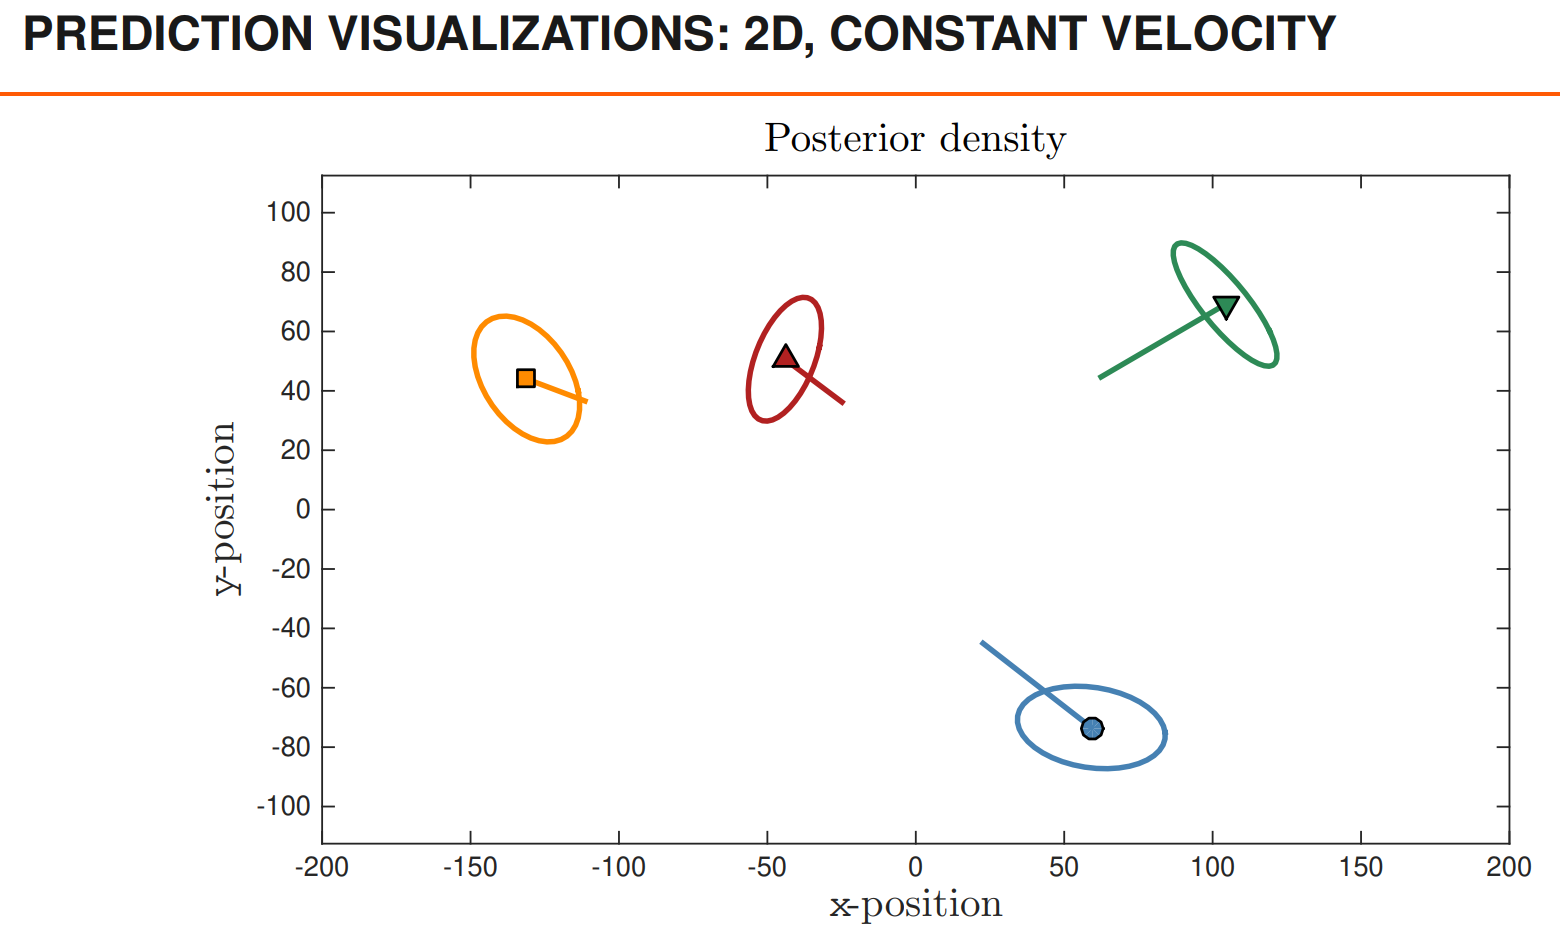 PREDICTION VISUALIZATIONS: 2D, CONSTANT VELOCITY
Posterior density
100
80
60
40
20
0
-20
-40
-60
-80
-100
y-position
-200 -150 -100 -50 0 50 100 150 200
x-position